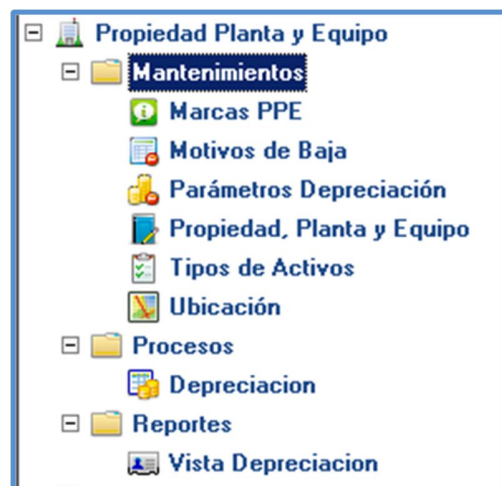 Propiedad Planta y Equipo
Mantenimientos
Marcas PPE
Motivos de Baja
Parámetros Depreciación
Propiedad, Planta y Equipo
Tipos de Activos
Ubicación
Procesos
Depreciacion
Reportes
Vista Depreciacion